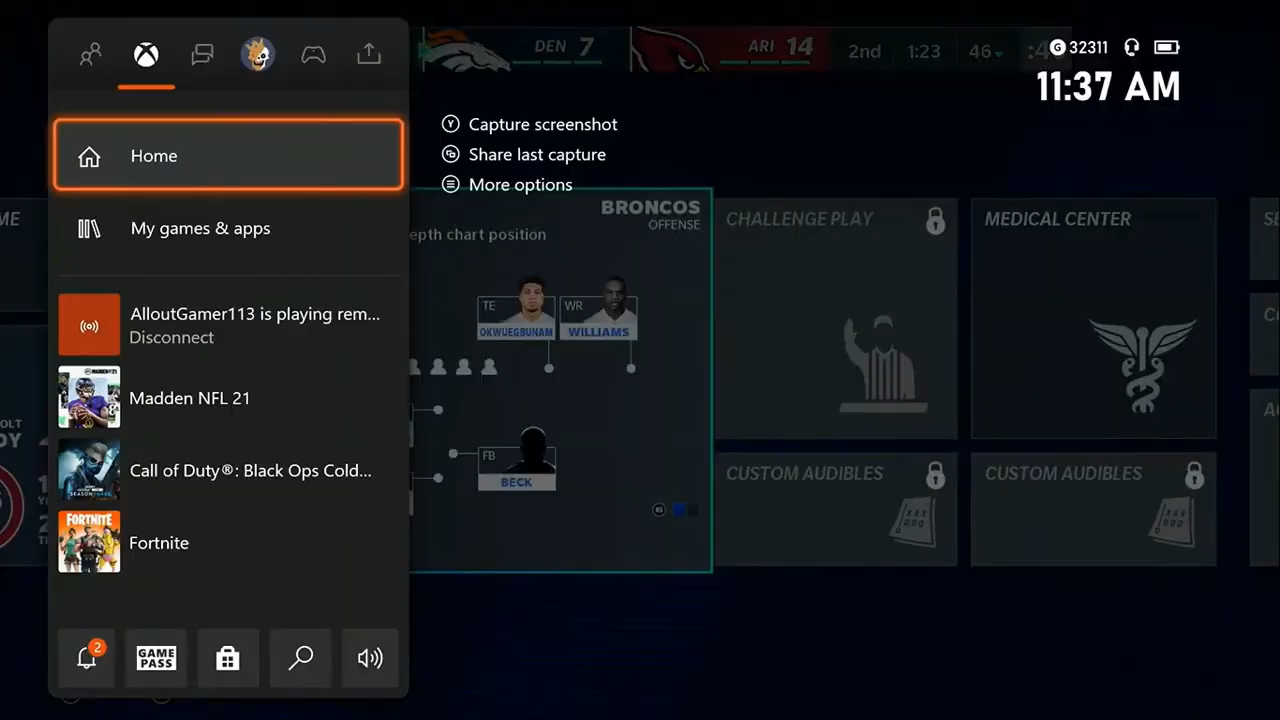 DEN 7
ARI 14
2nd
1:23
46
G 32311
11:37 AM
Home
My games & apps
AlloutGamer113 is playing rem...
Disconnect
Madden NFL 21
Call of Duty®: Black Ops Cold...
Fortnite
2
GAME
PASS
Y Capture screenshot
Share last capture
More options
BRONCOS
OFFENSE
epth chart position
TE
OKWUEGBUNAM
WR
WILLIAMS
FB
BECK
RS
CHALLENGE PLAY
MEDICAL CENTER
CUSTOM AUDIBLES
CUSTOM AUDIBLES
FORTNITE